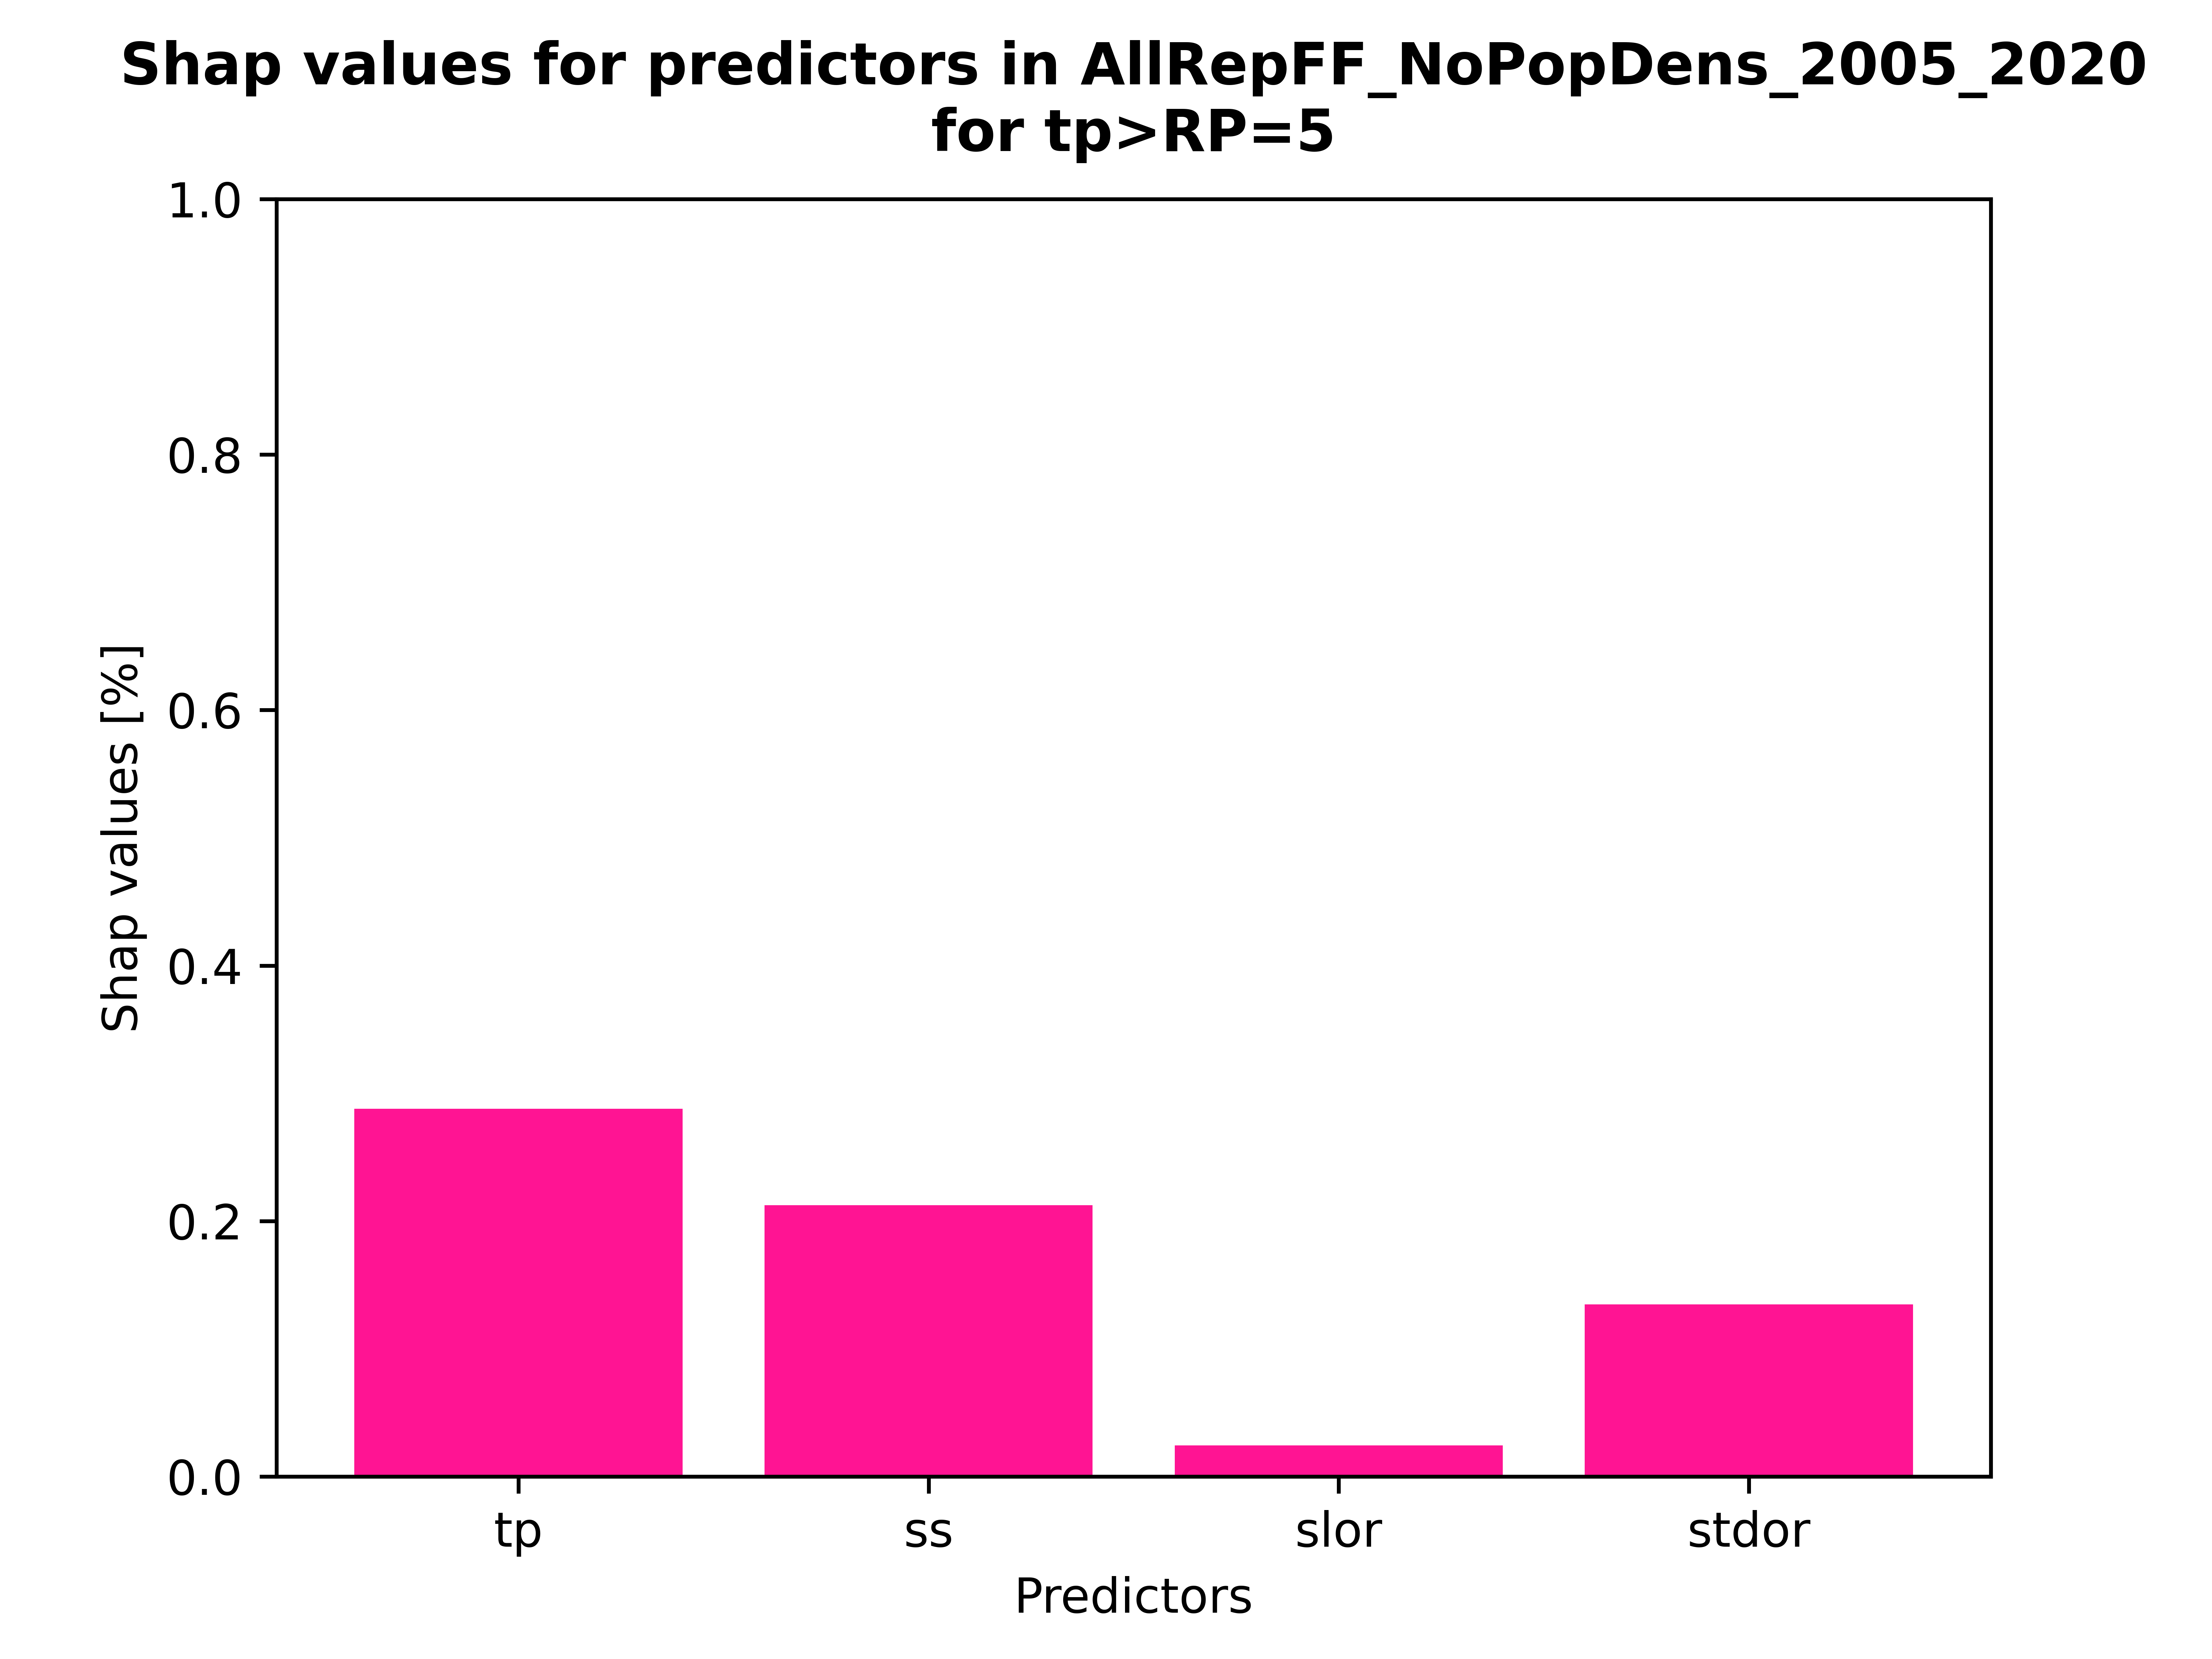 Shap values for predictors in AllRepFF_NoPopDens_2005_2020
for tp>RP=5
1.0
0.8
0.6
0.4
0.2
0.0
Shap values [%]
tp ss slor stdor
Predictors